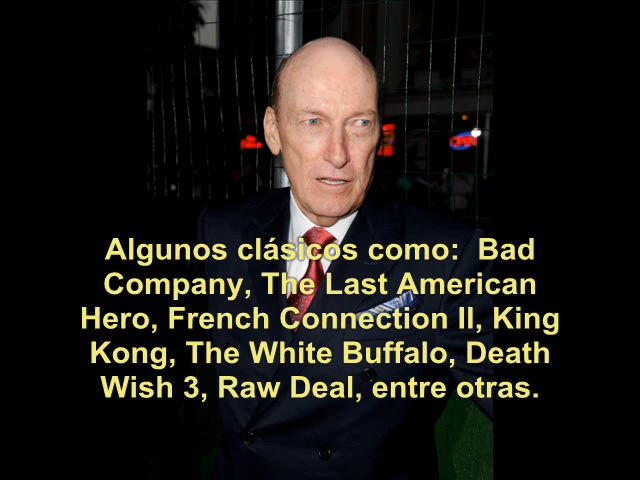 Algunos clásicos como:  Bad
Company, The Last American
Hero, French Connection II, King
Kong, The White Buffalo, Death
Wish 3, Raw Deal, entre otras.